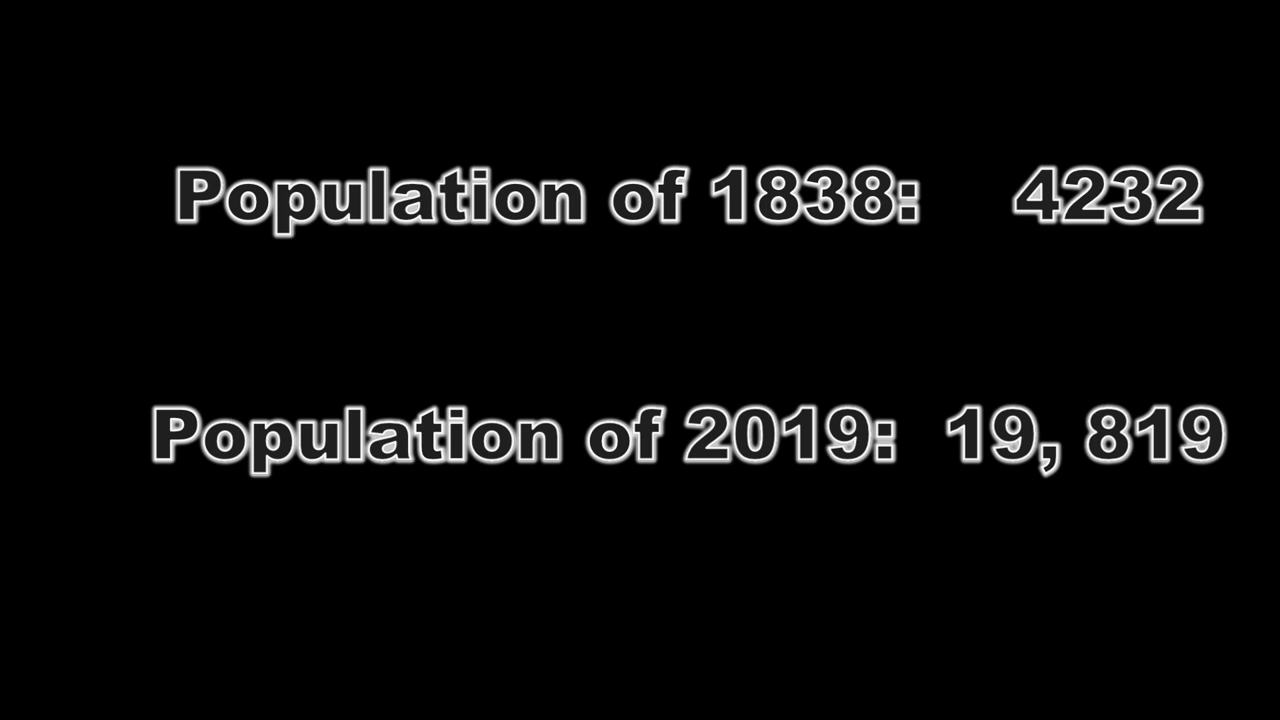 Population of 1838: 4232
Population of 2019: 19, 819